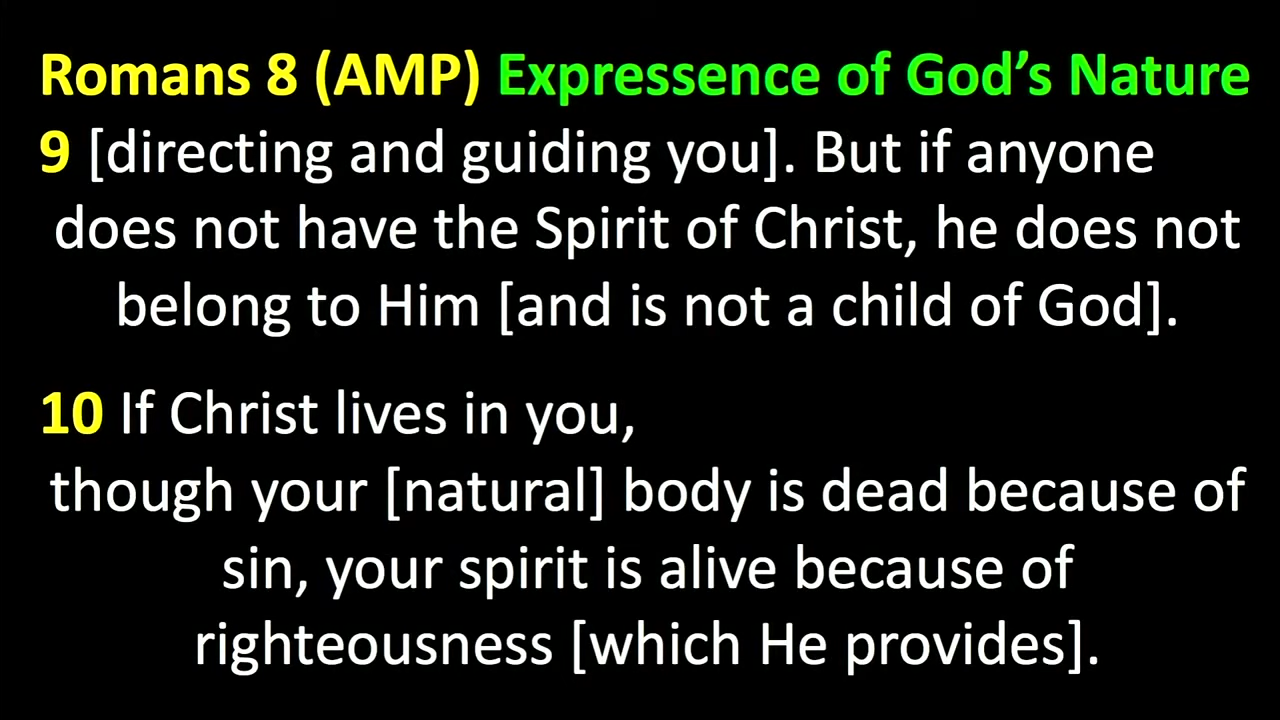 Romans 8 (AMP) Expressence of God’s Nature
9 [directing and guiding you]. But if anyone
does not have the Spirit of Christ, he does not
belong to Him [and is not a child of God].
10 If Christ lives in you,
though your [natural] body is dead because of
sin, your spirit is alive because of
righteousness [which He provides].